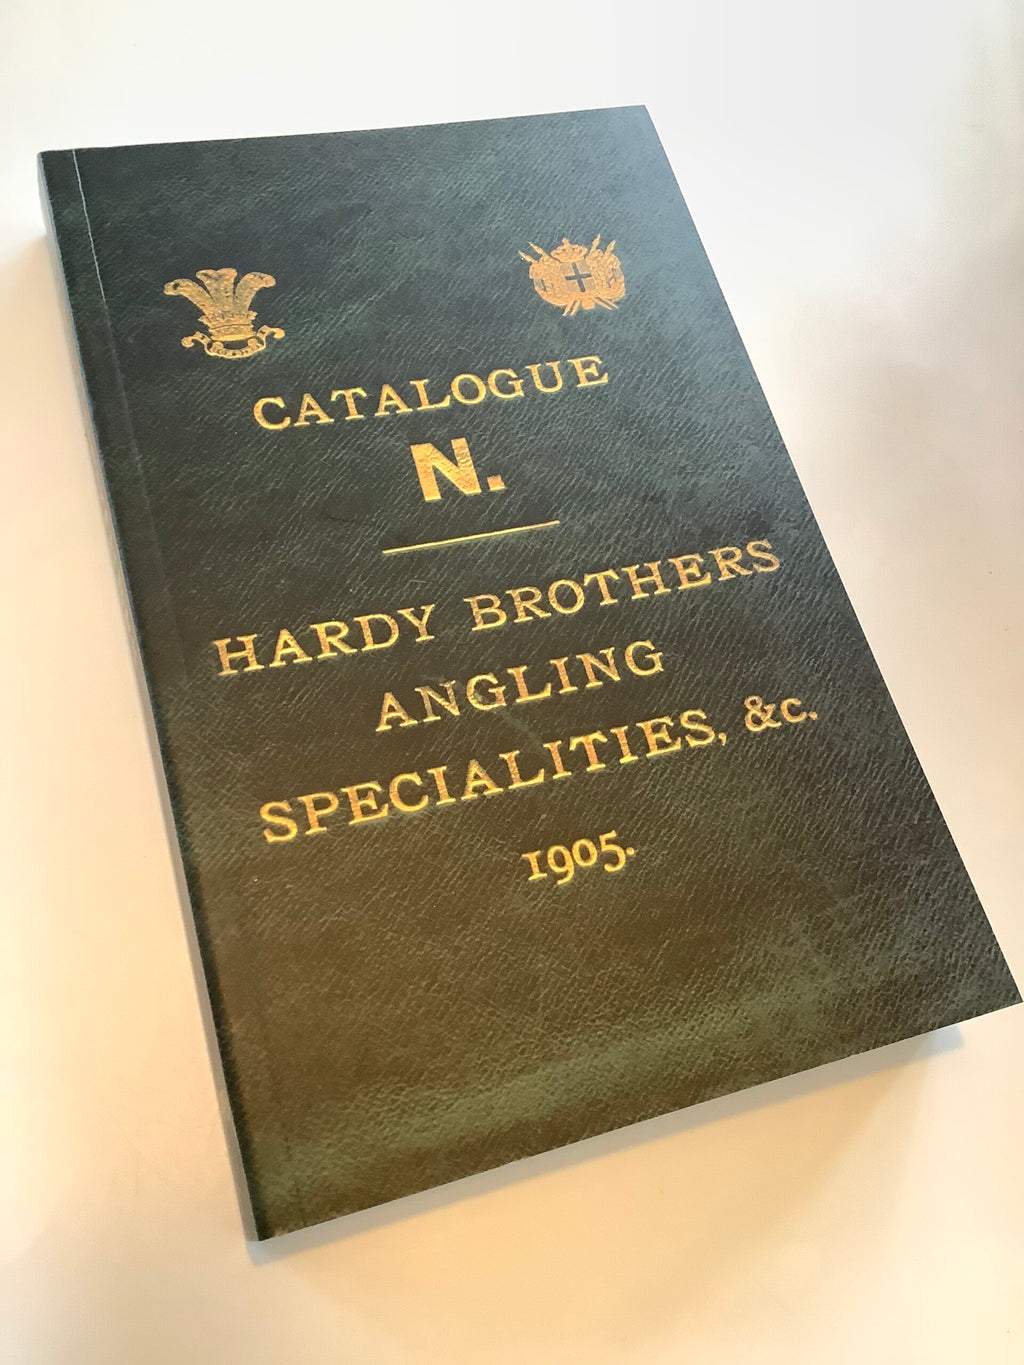 CATALOGUE
N.
HARDY BROTHERS
ANGLING
SPECIALITIES, &c.
1905.